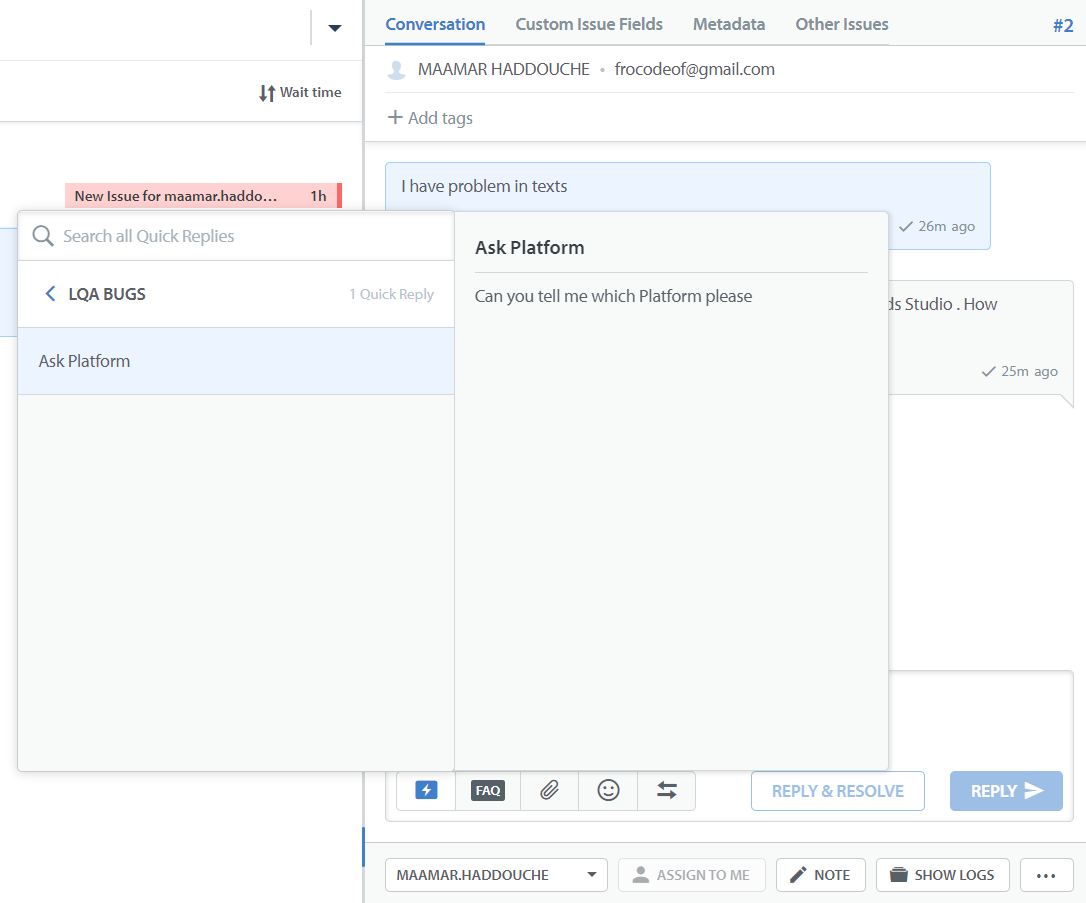 Conversation
Custom Issue Fields
Metadata
Other Issues
#2
MAAMAR HADDOUCHE • frocodeof@gmail.com
Wait time
+ Add tags
I have problem in texts
New Issue for maamar.haddo... 1h
26m ago
Search all Quick Replies
LQA BUGS
1 Quick Reply
Ask Platform
Ask Platform
Can you tell me which Platform please
Studio . How
25m ago
FAQ
REPLY & RESOLVE
REPLY
MAAMAR.HADDOUCHE
ASSIGN TO ME
NOTE
SHOW LOGS
...